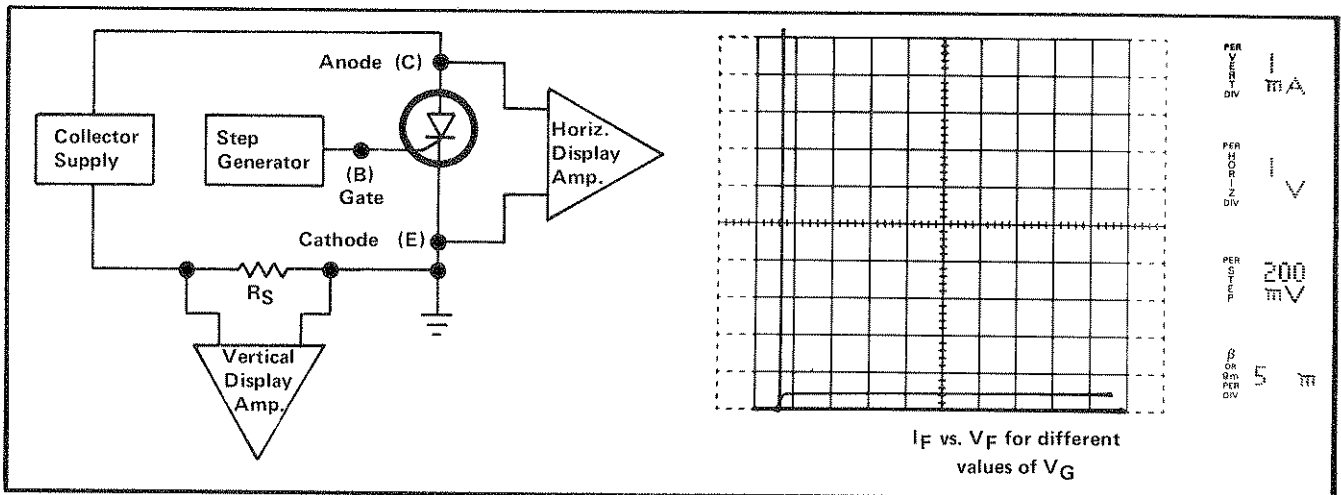 Anode (C)
Collector
Supply
Step
Generator
(B)
Gate
Horiz.
Display
Amp.
Cathode (E)
RS
Vertical
Display
Amp.
PER
VERT
DIV
1
mA
PER
HORIZ
DIV
1
V
PER
STEP
200
mV
β
OR
gm
PER
DIV
5 m
IF vs. VF for different
values of VG